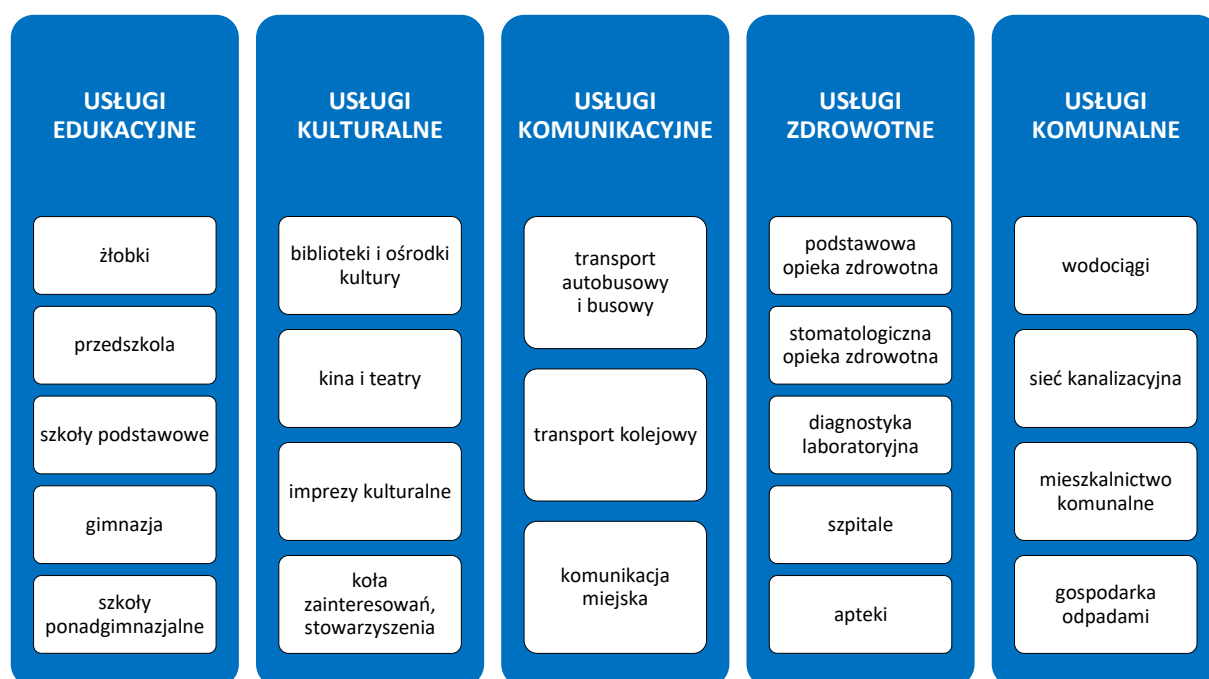 USŁUGI
EDUKACYJNE
żłobki
przedszkola
szkoły podstawowe
gimnazja
szkoły
ponadgimnazjalne
USŁUGI
KULTURALNE
biblioteki i ośrodki
kultury
kina i teatry
imprezy kulturalne
koła
zainteresowań,
stowarzyszenia
USŁUGI
KOMUNIKACYJNE
transport
autobusowy
i busowy
transport kolejowy
komunikacja
miejska
USŁUGI
ZDROWOTNE
podstawowa
opieka zdrowotna
stomatologiczna
opieka zdrowotna
diagnostyka
laboratoryjna
szpitale
apteki
USŁUGI
KOMUNALNE
wodociągi
sieć kanalizacyjna
mieszkalnictwo
komunalne
gospodarka
odpadami